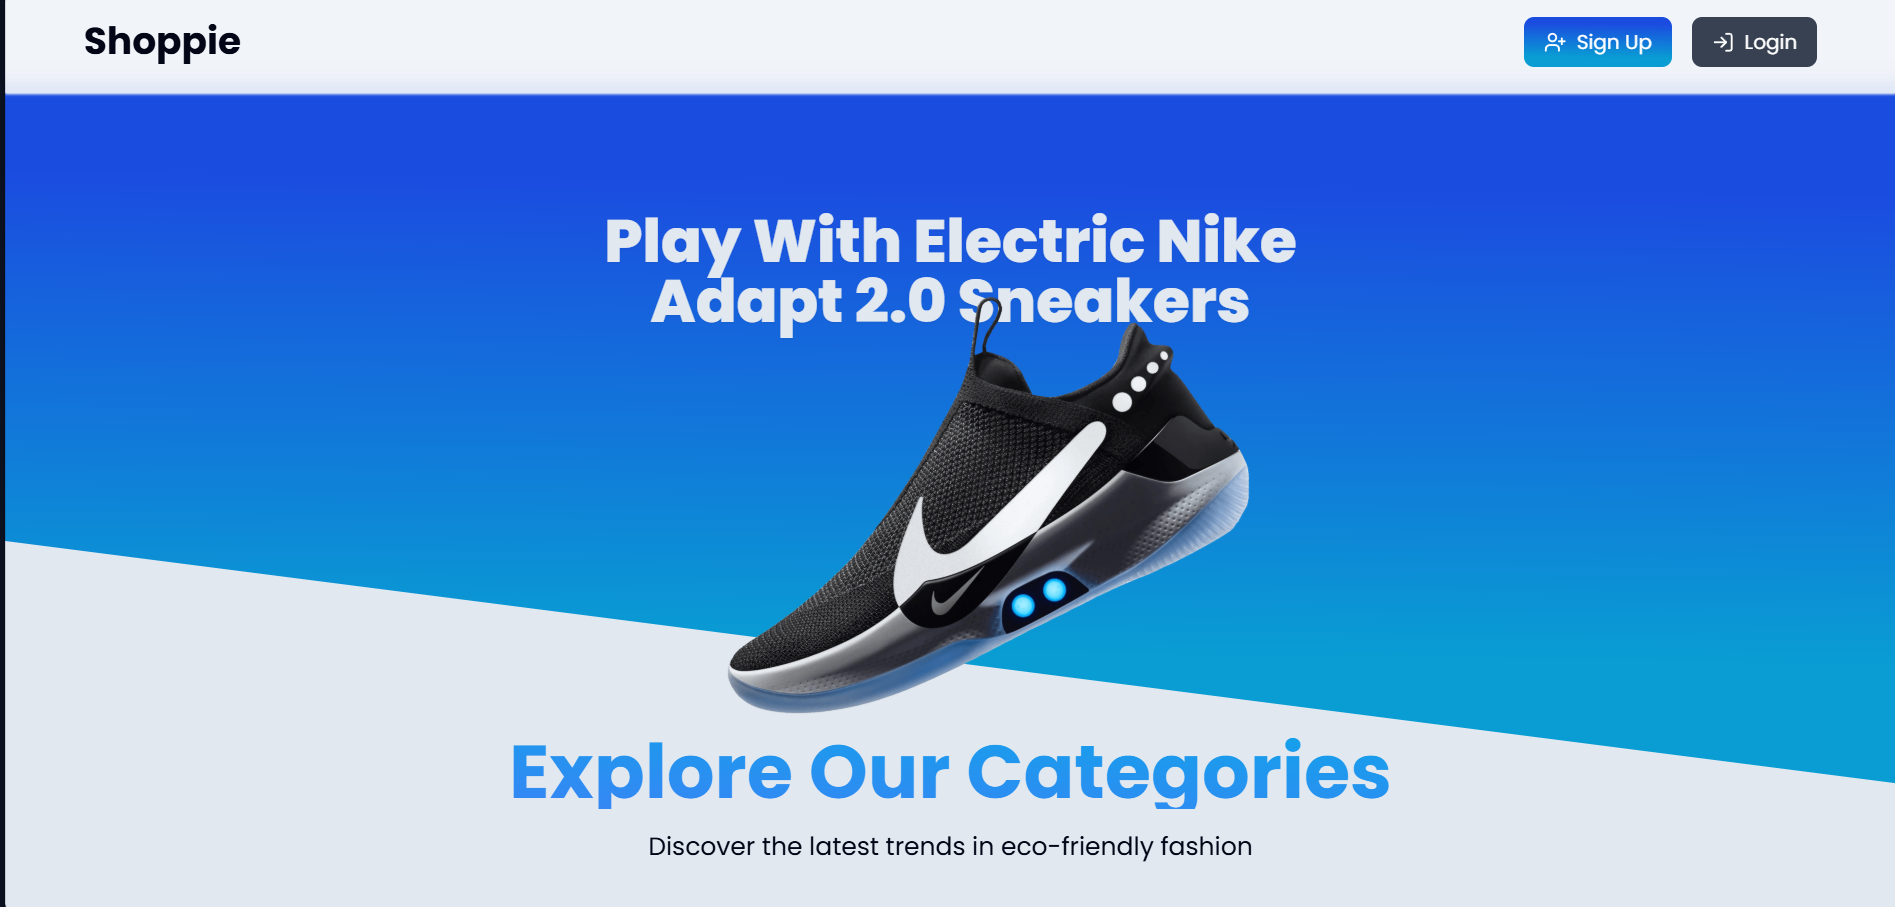 Shoppie
Sign Up
Login
Play With Electric Nike
Adapt 2.0 Sneakers
Explore Our Categories
Discover the latest trends in eco-friendly fashion